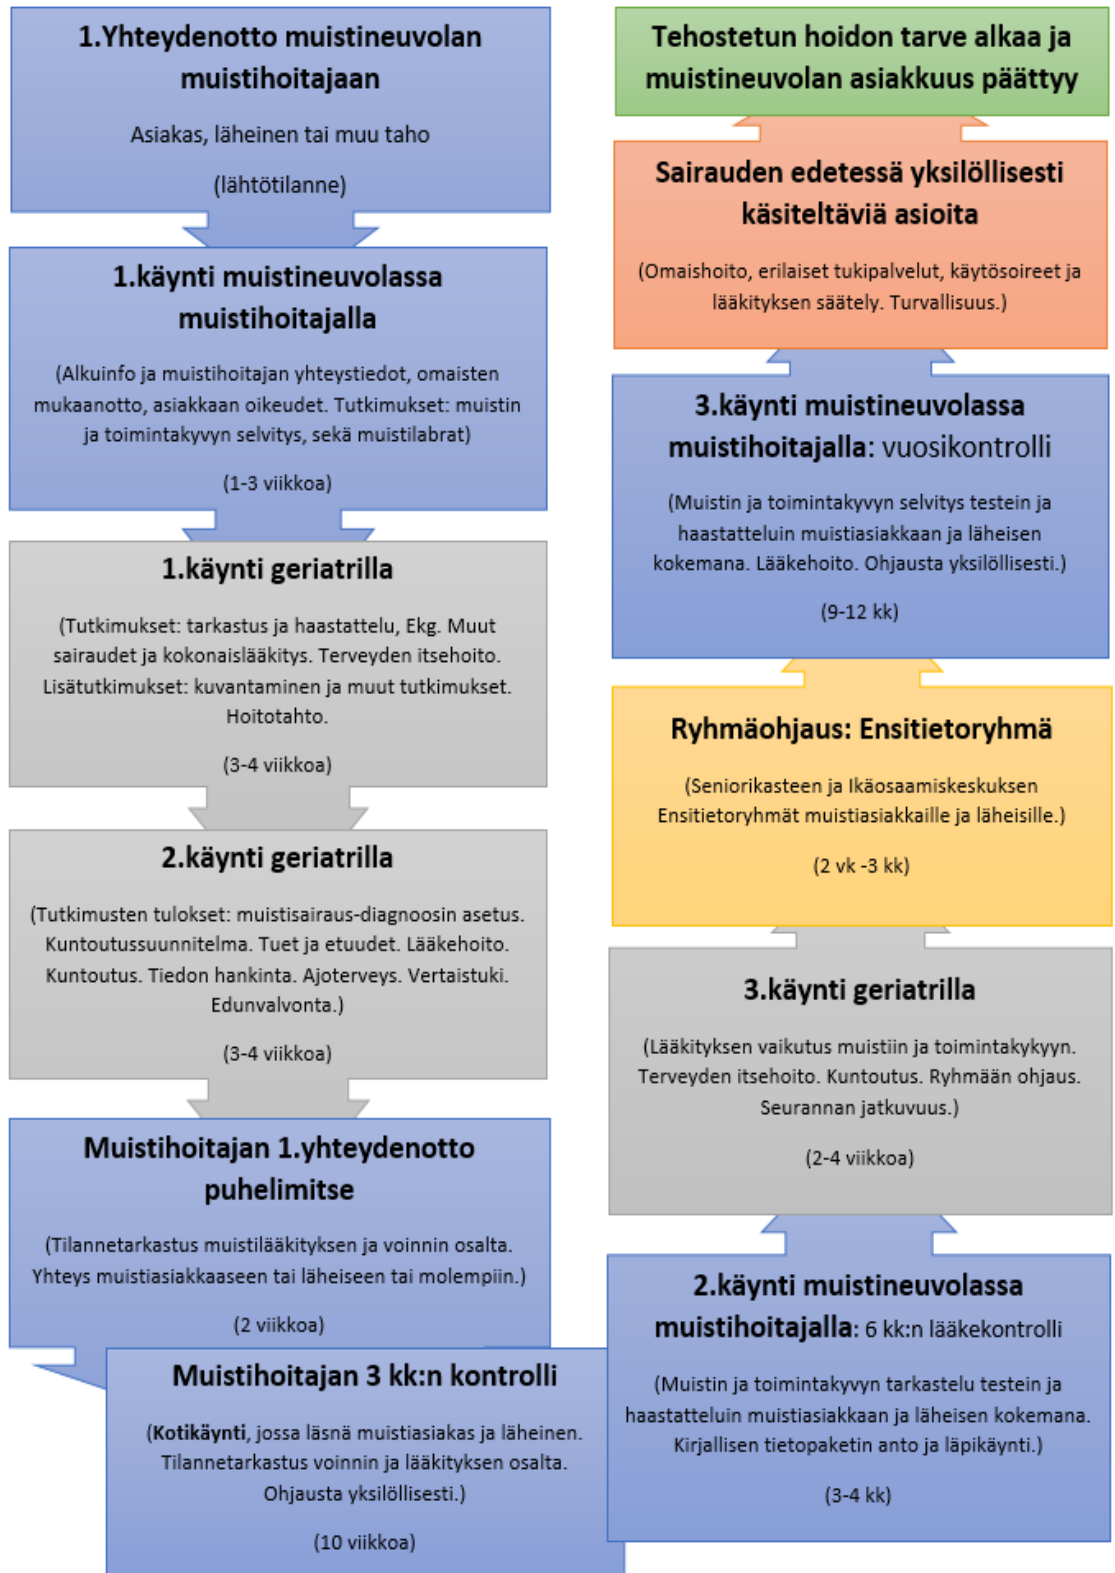 1.Yhteydenotto muistineuvolan
muistihoitajaan
Asiakas, läheinen tai muu taho
(lähtötilanne)
1.käynti muistineuvolassa
muistihoitajalla
(Alkuinfo ja muistihoitajan yhteystiedot, omaisten
mukaanotto, asiakkaan oikeudet. Tutkimukset: muistin
ja toimintakyvyn selvitys, sekä muistilabrat)
(1-3 viikkoa)
1.käynti geriatrilla
(Tutkimukset: tarkastus ja haastattelu, Ekg. Muut
sairaudet ja kokonaislääkitys. Terveyden itsehoito.
Lisätutkimukset: kuvantaminen ja muut tutkimukset.
Hoitotahto.
(3-4 viikkoa)
2.käynti geriatrilla
(Tutkimusten tulokset: muistisairaus-diagnoosin asetus.
Kuntoutussuunnitelma. Tuet ja etuudet. Lääkehoito.
Kuntoutus. Tiedon hankinta. Ajoterveys. Vertaistuki.
Edunvalvonta.)
(3-4 viikkoa)
Muistihoitajan 1.yhteydenotto
puhelimitse
(Tilannetarkastus muistilääkityksen ja voinnin osalta.
Yhteys muistiasiakkaaseen tai läheiseen tai molempiin.)
(2 viikkoa)
Muistihoitajan 3 kk:n kontrolli
(Kotikäynti, jossa läsnä muistiasiakas ja läheinen.
Tilannetarkastus voinnin ja lääkityksen osalta.
Ohjausta yksilöllisesti.)
(10 viikkoa)
2.käynti muistineuvolassa
muistihoitajalla: 6 kk:n lääkekontrolli
(Muistin ja toimintakyvyn tarkastelu testein ja
haastatteluin muistiasiakkaan ja läheisen kokemana.
Kirjallisen tietopaketin anto ja läpikäynti.)
(3-4 kk)
3.käynti geriatrilla
(Lääkityksen vaikutus muistiin ja toimintakykyyn.
Terveyden itsehoito. Kuntoutus. Ryhmään ohjaus.
Seurannan jatkuvuus.)
(2-4 viikkoa)
Ryhmäohjaus: Ensitietoryhmä
(Seniorikasteen ja Ikäosaamiskeskuksen
Ensitietoryhmät muistiasiakkaille ja läheisille.)
(2 vk -3 kk)
3.käynti muistineuvolassa
muistihoitajalla: vuosikontrolli
(Muistin ja toimintakyvyn selvitys testein ja
haastatteluin muistiasiakkaan ja läheisen
kokemana. Lääkehoito. Ohjausta yksilöllisesti.)
(9-12 kk)
Sairauden edetessä yksilöllisesti
käsiteltäviä asioita
(Omaishoito, erilaiset tukipalvelut, käytösoireet ja
lääkityksen säätely. Turvallisuus.)
Tehostetun hoidon tarve alkaa ja
muistineuvolan asiakkuus päättyy